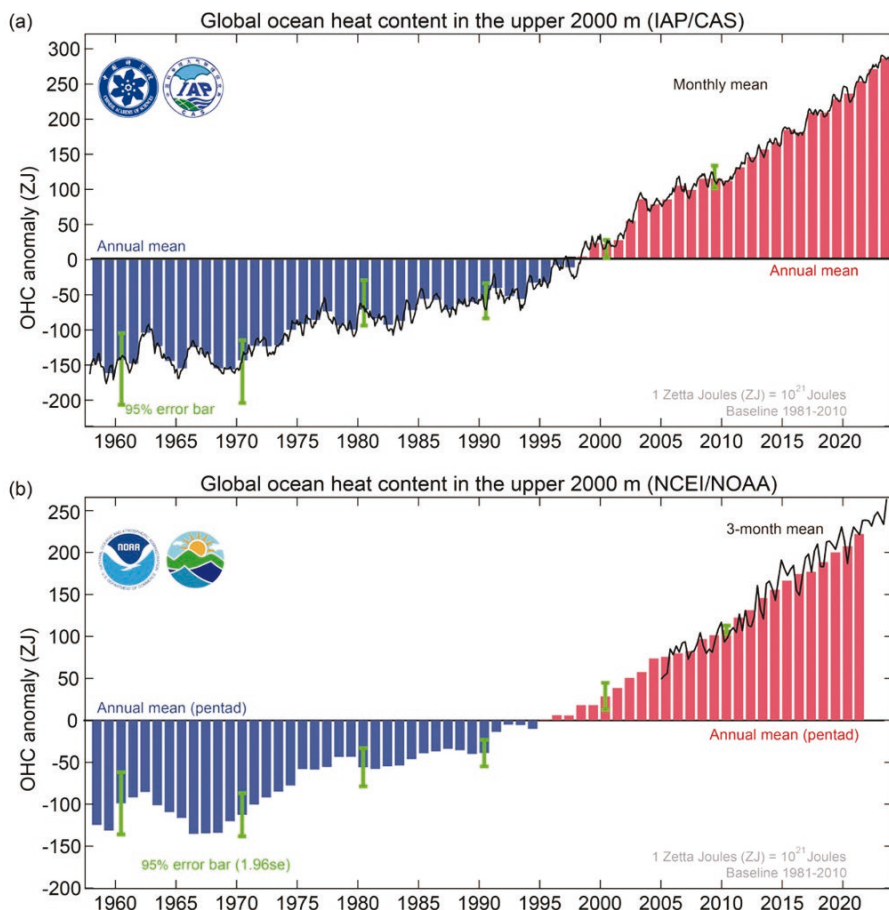 (a)
Global ocean heat content in the upper 2000 m (IAP/CAS)
300
250
200
150
100
50
0
-50
-100
-150
-200
OHC anomaly (ZJ)
IAP
CAS
Monthly mean
Annual mean
Annual mean
95% error bar
1 Zetta Joules (ZJ) = 10²¹ Joules
Baseline 1981-2010
1960 1965 1970 1975 1980 1985 1990 1995 2000 2005 2010 2015 2020
(b)
Global ocean heat content in the upper 2000 m (NCEI/NOAA)
250
200
150
100
50
0
-50
-100
-150
-200
OHC anomaly (ZJ)
NOAA
3-month mean
Annual mean (pentad)
Annual mean (pentad)
95% error bar (1.96se)
1 Zetta Joules (ZJ) = 10²¹ Joules
Baseline 1981-2010
1960 1965 1970 1975 1980 1985 1990 1995 2000 2005 2010 2015 2020